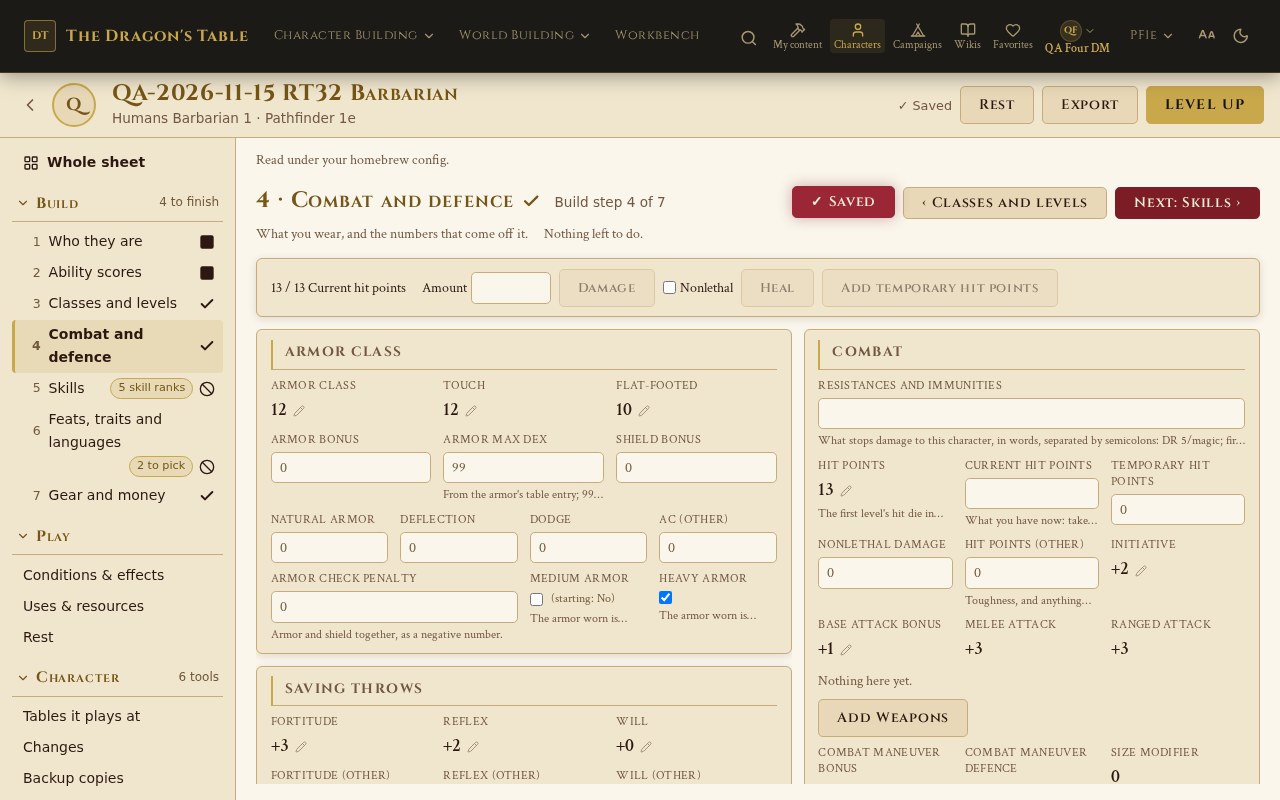 DT The Dragon's Table Character Building World Building Workbench My content Characters Campaigns Wikis Favorites QF QA Four DM PF1e AA
Q QA-2026-11-15 RT32 Barbarian
Humans Barbarian 1 · Pathfinder 1e
✓ Saved Rest Export Level Up
Whole sheet
Build 4 to finish
1 Who they are
2 Ability scores
3 Classes and levels
4 Combat and
defence
5 Skills 5 skill ranks
6 Feats, traits and
languages
2 to pick
7 Gear and money
Play
Conditions & effects
Uses & resources
Rest
Character 6 tools
Tables it plays at
Changes
Backup copies
Read under your homebrew config.
4 · Combat and defence Build step 4 of 7 ✓ Saved ‹ Classes and levels Next: Skills ›
What you wear, and the numbers that come off it. Nothing left to do.
13 / 13 Current hit points Amount Damage Nonlethal Heal Add temporary hit points
ARMOR CLASS
ARMOR CLASS TOUCH FLAT-FOOTED
12 12 10
ARMOR BONUS ARMOR MAX DEX SHIELD BONUS
0 99 0
From the armor's table entry; 99…
NATURAL ARMOR DEFLECTION DODGE AC (OTHER)
0 0 0 0
ARMOR CHECK PENALTY MEDIUM ARMOR HEAVY ARMOR
0 (starting: No)
The armor worn is… The armor worn is…
Armor and shield together, as a negative number.
SAVING THROWS
FORTITUDE REFLEX WILL
+3 +2 +0
FORTITUDE (OTHER) REFLEX (OTHER) WILL (OTHER)
COMBAT
RESISTANCES AND IMMUNITIES
What stops damage to this character, in words, separated by semicolons: DR 5/magic; fir…
HIT POINTS CURRENT HIT POINTS TEMPORARY HIT
POINTS
13 0
The first level's hit die in… What you have now: take…
NONLETHAL DAMAGE HIT POINTS (OTHER) INITIATIVE
0 0 +2
Toughness, and anything…
BASE ATTACK BONUS MELEE ATTACK RANGED ATTACK
+1 +3 +3
Nothing here yet.
Add Weapons
COMBAT MANEUVER COMBAT MANEUVER SIZE MODIFIER
BONUS DEFENCE
0